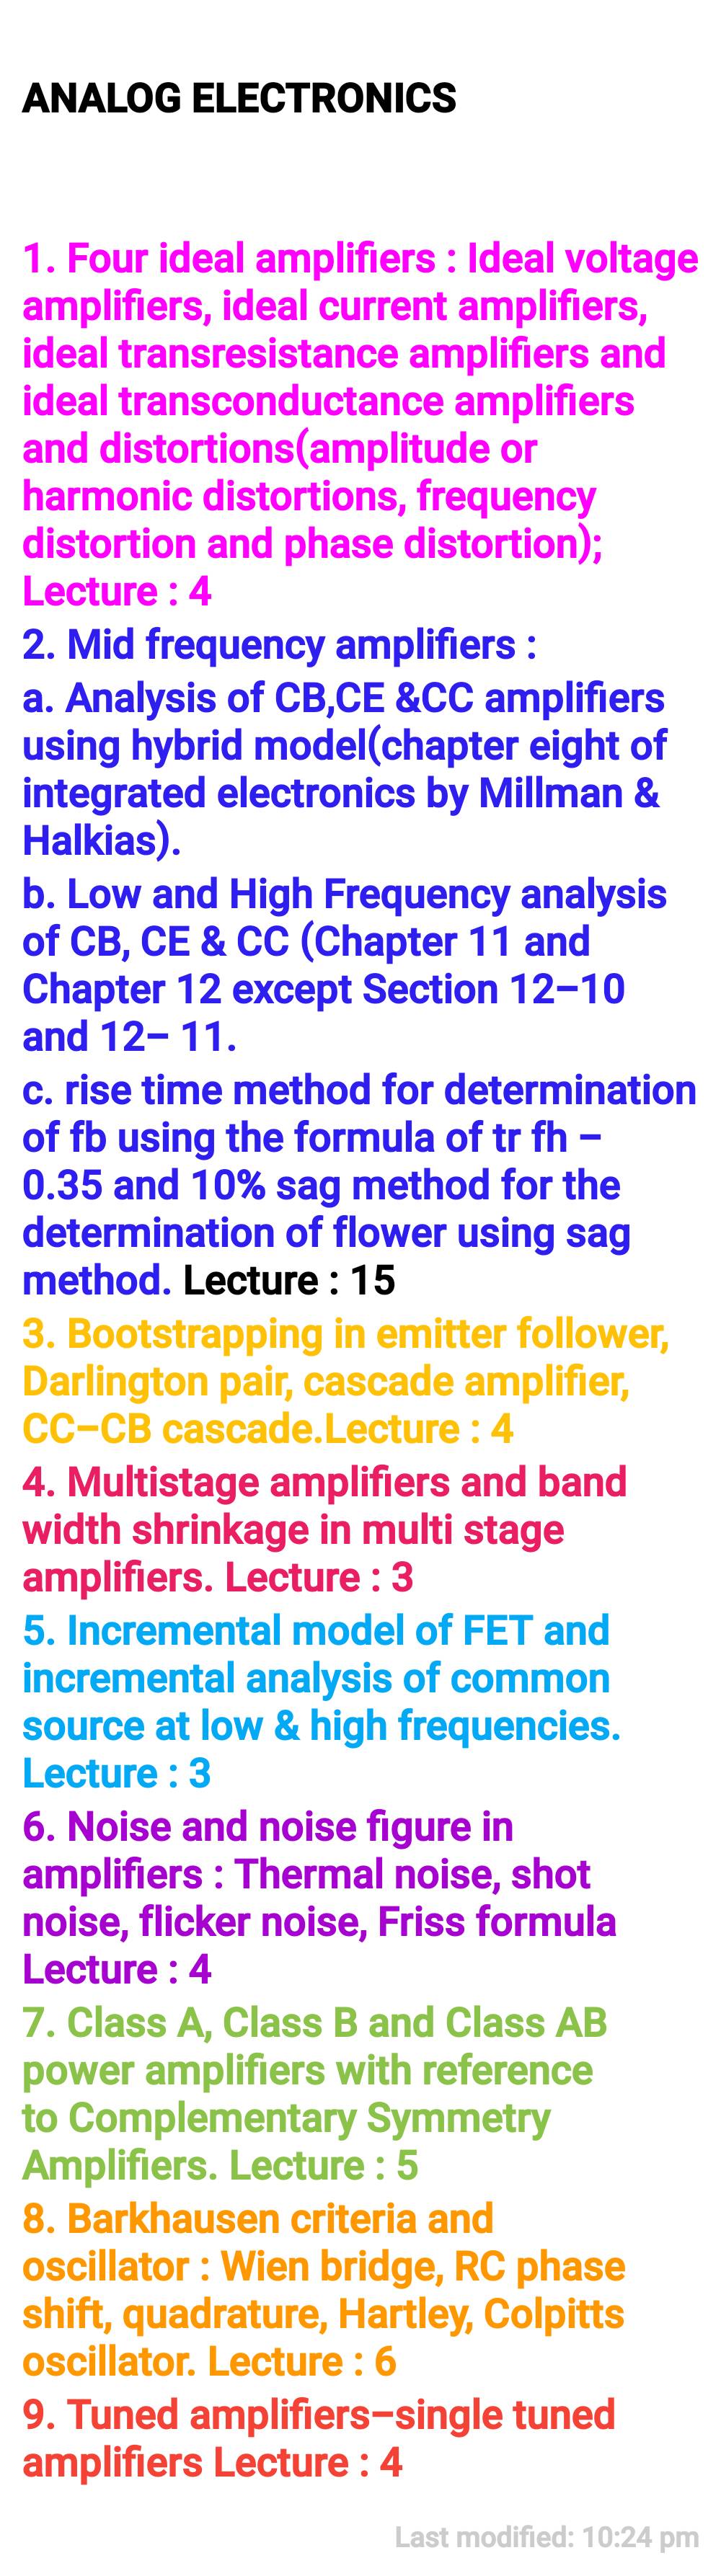 ANALOG ELECTRONICS
1. Four ideal amplifiers : Ideal voltage
amplifiers, ideal current amplifiers,
ideal transresistance amplifiers and
ideal transconductance amplifiers
and distortions(amplitude or
harmonic distortions, frequency
distortion and phase distortion);
Lecture : 4
2. Mid frequency amplifiers :
a. Analysis of CB,CE &CC amplifiers
using hybrid model(chapter eight of
integrated electronics by Millman &
Halkias).
b. Low and High Frequency analysis
of CB, CE & CC (Chapter 11 and
Chapter 12 except Section 12–10
and 12– 11.
c. rise time method for determination
of fb using the formula of tr fh –
0.35 and 10% sag method for the
determination of flower using sag
method. Lecture : 15
3. Bootstrapping in emitter follower,
Darlington pair, cascade amplifier,
CC–CB cascade.Lecture : 4
4. Multistage amplifiers and band
width shrinkage in multi stage
amplifiers. Lecture : 3
5. Incremental model of FET and
incremental analysis of common
source at low & high frequencies.
Lecture : 3
6. Noise and noise figure in
amplifiers : Thermal noise, shot
noise, flicker noise, Friss formula
Lecture : 4
7. Class A, Class B and Class AB
power amplifiers with reference
to Complementary Symmetry
Amplifiers. Lecture : 5
8. Barkhausen criteria and
oscillator : Wien bridge, RC phase
shift, quadrature, Hartley, Colpitts
oscillator. Lecture : 6
9. Tuned amplifiers–single tuned
amplifiers Lecture : 4
Last modified: 10:24 pm